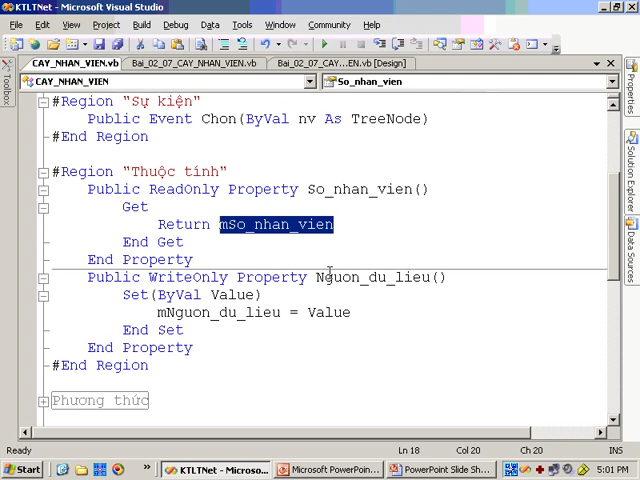 KTLTNet - Microsoft Visual Studio
File Edit View Project Build Debug Data Tools Window Community Help
CAY_NHAN_VIEN.vb Bai_02_07_CAY_NHAN_VIEN.vb Bai_02_07_CAY...EN.vb [Design]
CAY_NHAN_VIEN So_nhan_vien
#Region "Sự kiện"
Public Event Chon(ByVal nv As TreeNode)
#End Region
#Region "Thuộc tính"
Public ReadOnly Property So_nhan_vien()
Get
Return mSo_nhan_vien
End Get
End Property
Public WriteOnly Property Nguon_du_lieu()
Set(ByVal Value)
mNguon_du_lieu = Value
End Set
End Property
#End Region
Phương thức
Toolbox
Properties
Solution Explorer
Data Sources
Ready Ln 18 Col 20 Ch 20 INS
Start » KTLTNet - Microso... Microsoft PowerPoin... PowerPoint Slide Sh... 5:01 PM